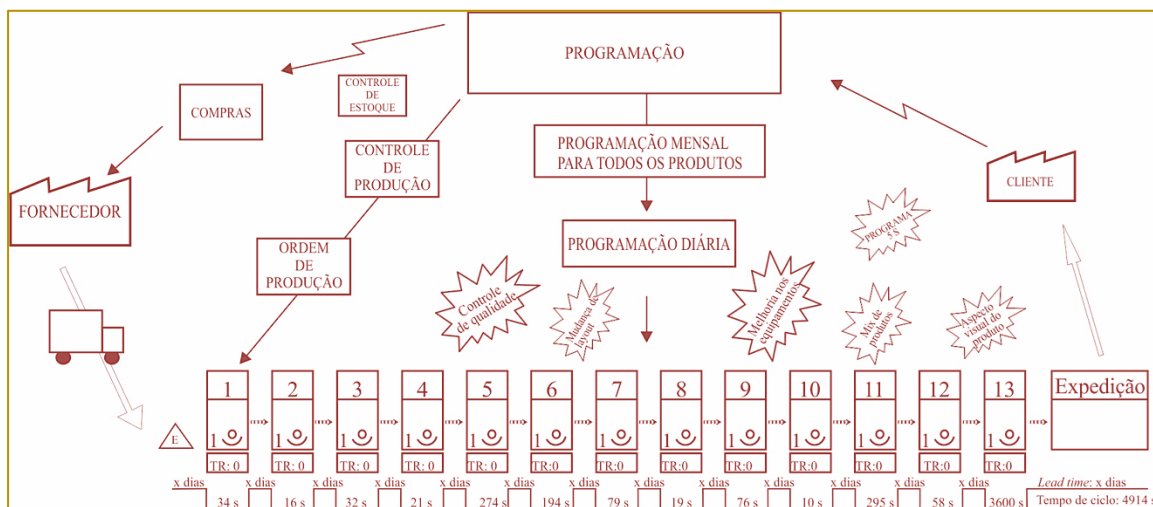 PROGRAMAÇÃO
CONTROLE
DE
ESTOQUE
COMPRAS
CONTROLE
DE
PRODUÇÃO
PROGRAMAÇÃO MENSAL
PARA TODOS OS PRODUTOS
FORNECEDOR
CLIENTE
ORDEM
DE
PRODUÇÃO
PROGRAMAÇÃO DIÁRIA
PROGRAMA
5 S
Controle
de qualidade
Mudança de
layout
Melhoria nos
equipamentos
Mix de
produtos
Aspecto
visual do
produto
1 2 3 4 5 6 7 8 9 10 11 12 13 Expedição
E 1 1 1 1 1 1 1 1 1 1 1 1 1
TR: 0 TR: 0 TR: 0 TR: 0 TR: 0 TR:0 TR:0 TR:0 TR:0 TR:0 TR:0 TR:0 TR:0
x dias x dias x dias x dias x dias x dias x dias x dias x dias x dias x dias x dias x dias Lead time: x dias
34 s 16 s 32 s 21 s 274 s 194 s 79 s 19 s 76 s 10 s 295 s 58 s 3600 s Tempo de ciclo: 4914 s